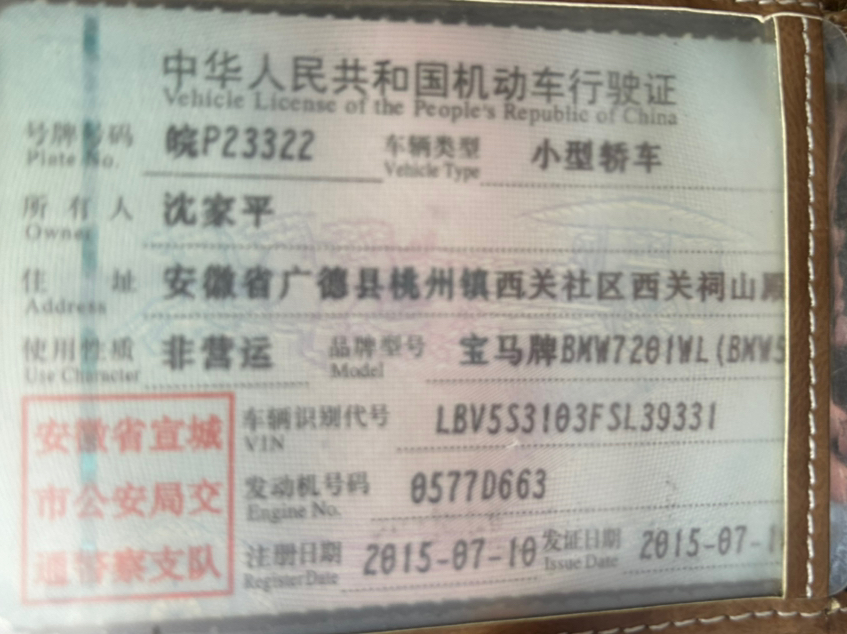 中华人民共和国机动车行驶证
Vehicle License of the People's Republic of China
号牌号码 皖P23322 车辆类型 小型轿车
Plate No. Vehicle Type
所有人 沈家平
Owner
住址 安徽省广德县桃州镇西关社区西关祠山殿
Address
使用性质 非营运 品牌型号 宝马牌BMW7201WL(BMW5
Use Character Model
安徽省宣城 车辆识别代号 LBV5S3103FSL39331
VIN
市公安局交 发动机号码 0577D663
Engine No.
通警察支队 注册日期 2015-07-10 发证日期 2015-07-1
Register Date Issue Date